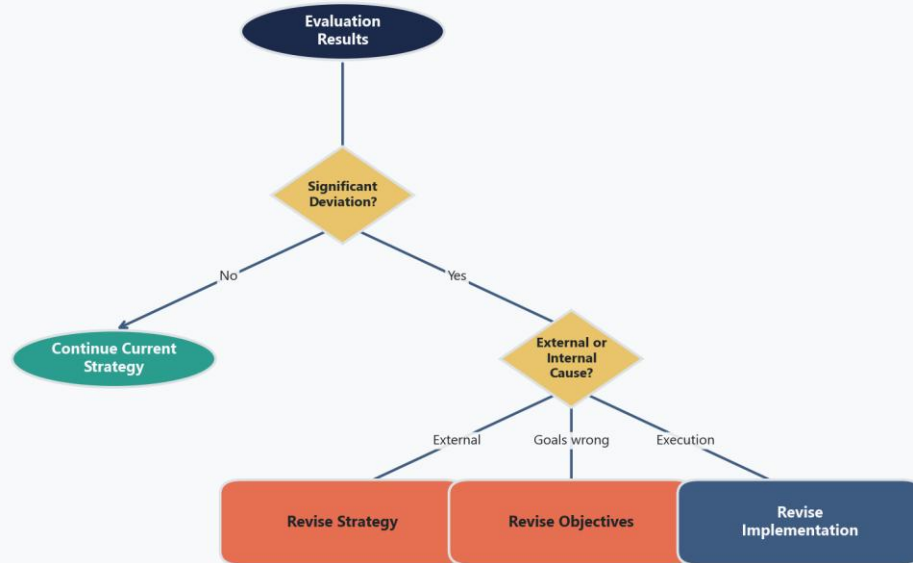 Evaluation
Results
Significant
Deviation?
No
Yes
Continue Current
Strategy
External or
Internal
Cause?
External
Goals wrong
Execution
Revise Strategy
Revise Objectives
Revise
Implementation